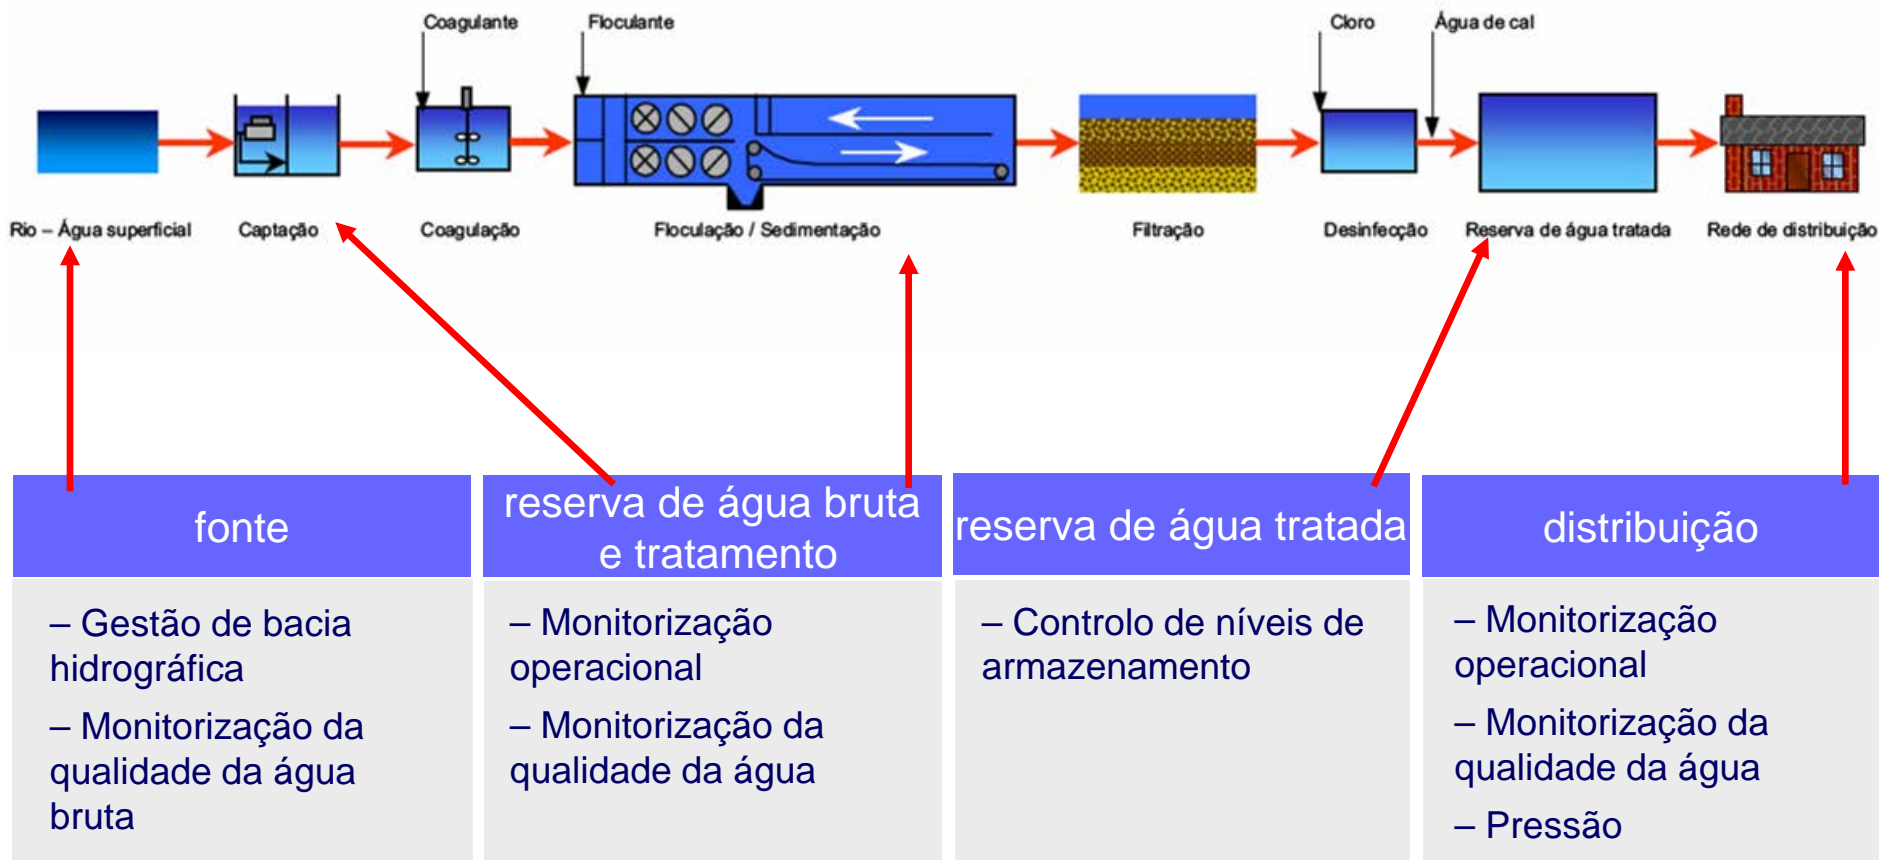 Coagulante
Floculante
Cloro
Água de cal
Rio – Água superficial
Captação
Coagulação
Floculação / Sedimentação
Filtração
Desinfecção
Reserva de água tratada
Rede de distribuição
fonte
– Gestão de bacia
hidrográfica
– Monitorização da
qualidade da água
bruta
reserva de água bruta
e tratamento
– Monitorização
operacional
– Monitorização da
qualidade da água
reserva de água tratada
– Controlo de níveis de
armazenamento
distribuição
– Monitorização
operacional
– Monitorização da
qualidade da água
– Pressão